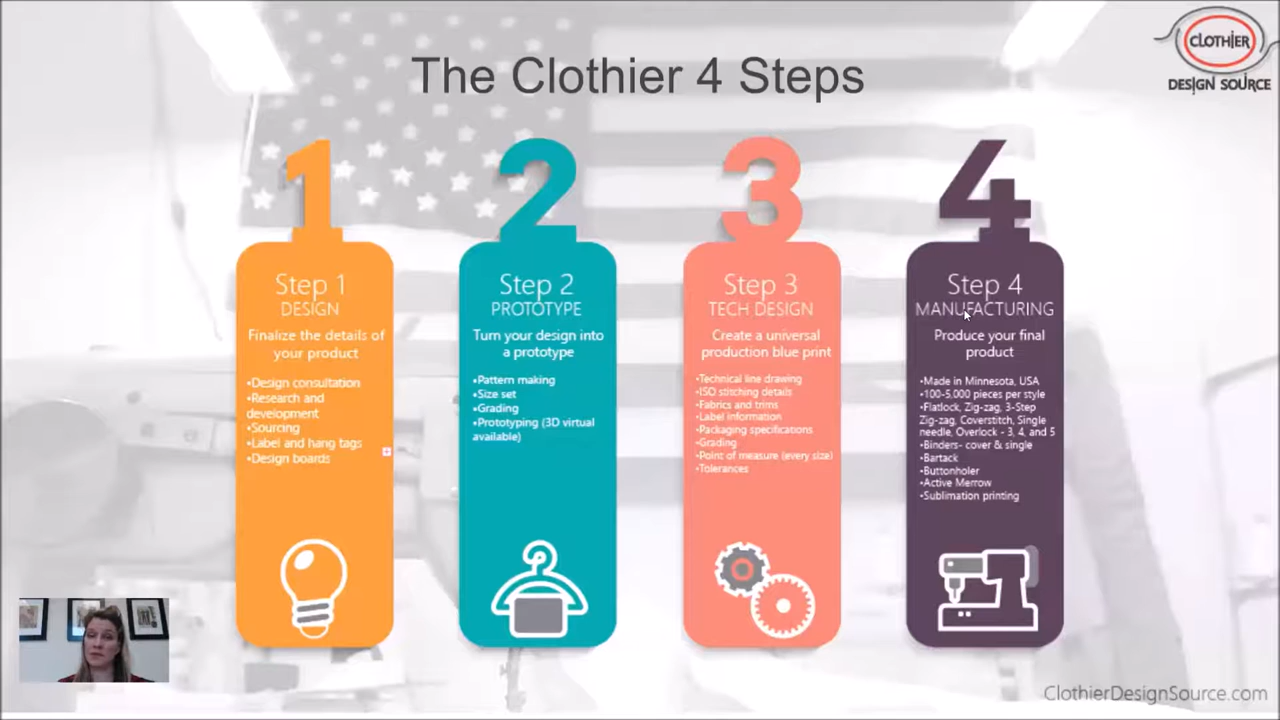 The Clothier 4 Steps
CLOTHIER
DESIGN SOURCE
1
Step 1
DESIGN
Finalize the details of
your product
•Design consultation
•Research and
development
•Sourcing
•Label and hang tags
•Design boards
2
Step 2
PROTOTYPE
Turn your design into
a prototype
•Pattern making
•Size set
•Grading
•Prototyping (3D virtual
available)
3
Step 3
TECH DESIGN
Create a universal
production blue print
•Technical line drawing
•ISO stitching details
•Fabrics and trims
•Label information
•Packaging specifications
•Grading
•Point of measure (every size)
•Tolerances
4
Step 4
MANUFACTURING
Produce your final
product
•Made in Minnesota, USA
•100-5,000 pieces per style
•Flatlock, Zig-zag, 3-Step
Zig-zag, Coverstitch, Single
needle, Overlock - 3, 4, and 5
•Binders- cover & single
•Bartack
•Buttonholer
•Active Merrow
•Sublimation printing
ClothierDesignSource.com